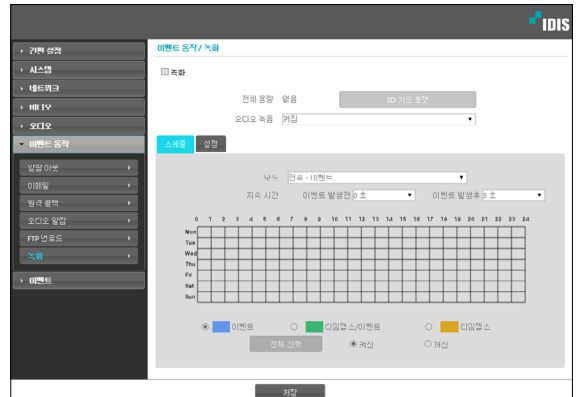 IDIS
간편 설정
시스템
네트워크
비디오
오디오
이벤트 동작
알람 아웃
이메일
원격 콜백
오디오 알람
FTP 업로드
녹화
이벤트
이벤트 동작 / 녹화
녹화
전체 용량 없음 SD 카드 포맷
오디오 녹음 켜짐
스케줄 설정
모드 연속 - 이벤트
지속 시간 이벤트 발생전 0 초 이벤트 발생후 5 초
0 1 2 3 4 5 6 7 8 9 10 11 12 13 14 15 16 17 18 19 20 21 22 23 24
Mon
Tue
Wed
Thu
Fri
Sat
Sun
이벤트 타임랩스/이벤트 타임랩스
전체 선택 켜짐 꺼짐
저장